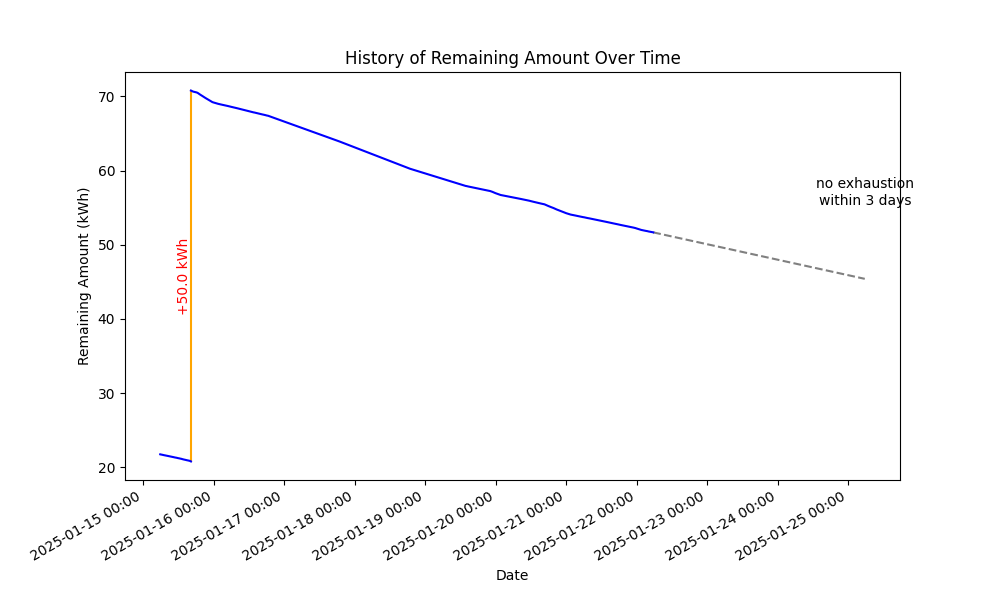 History of Remaining Amount Over Time
Remaining Amount (kWh)
70
60
50
40
30
20
+50.0 kWh
no exhaustion
within 3 days
2025-01-15 00:00
2025-01-16 00:00
2025-01-17 00:00
2025-01-18 00:00
2025-01-19 00:00
2025-01-20 00:00
2025-01-21 00:00
2025-01-22 00:00
2025-01-23 00:00
2025-01-24 00:00
2025-01-25 00:00
Date